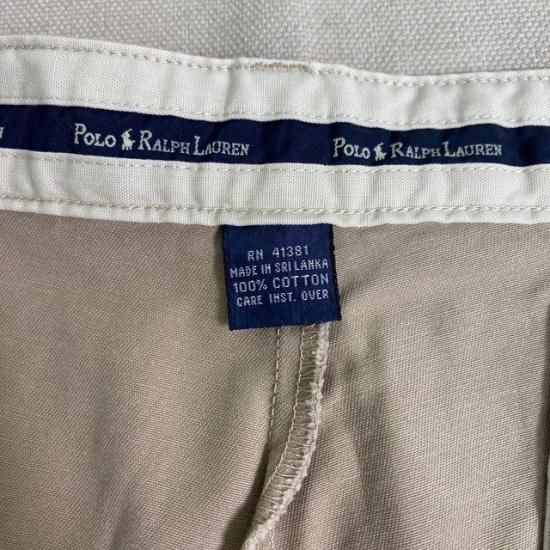 N
POLO RALPH LAUREN
POLO RALPH LAUREN
RN 41381
MADE IN SRI LANKA
100% COTTON
CARE INST. OVER